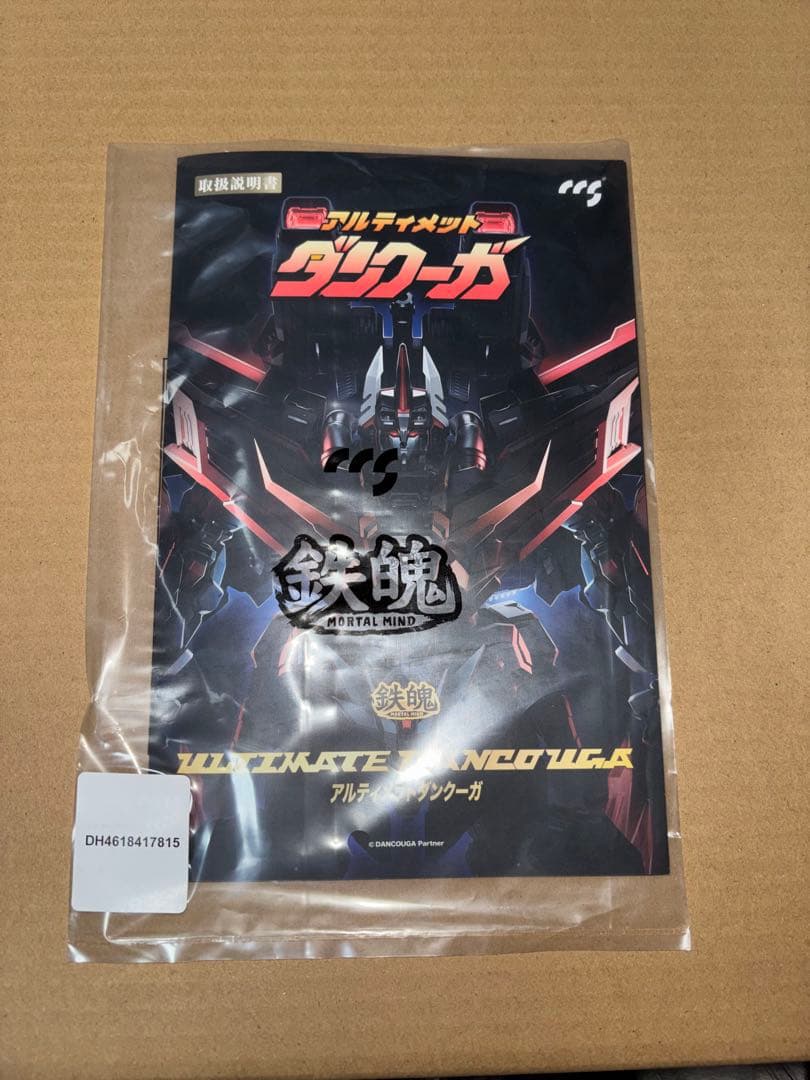 取扱説明書
CCS
アルティメット
ダンクーガ
CCS
鉄魄
MORTAL MIND
鉄魄
MORTAL MIND
ULTIMATE DANCOUGA
アルティメットダンクーガ
DH4618417815
© DANCOUGA Partner